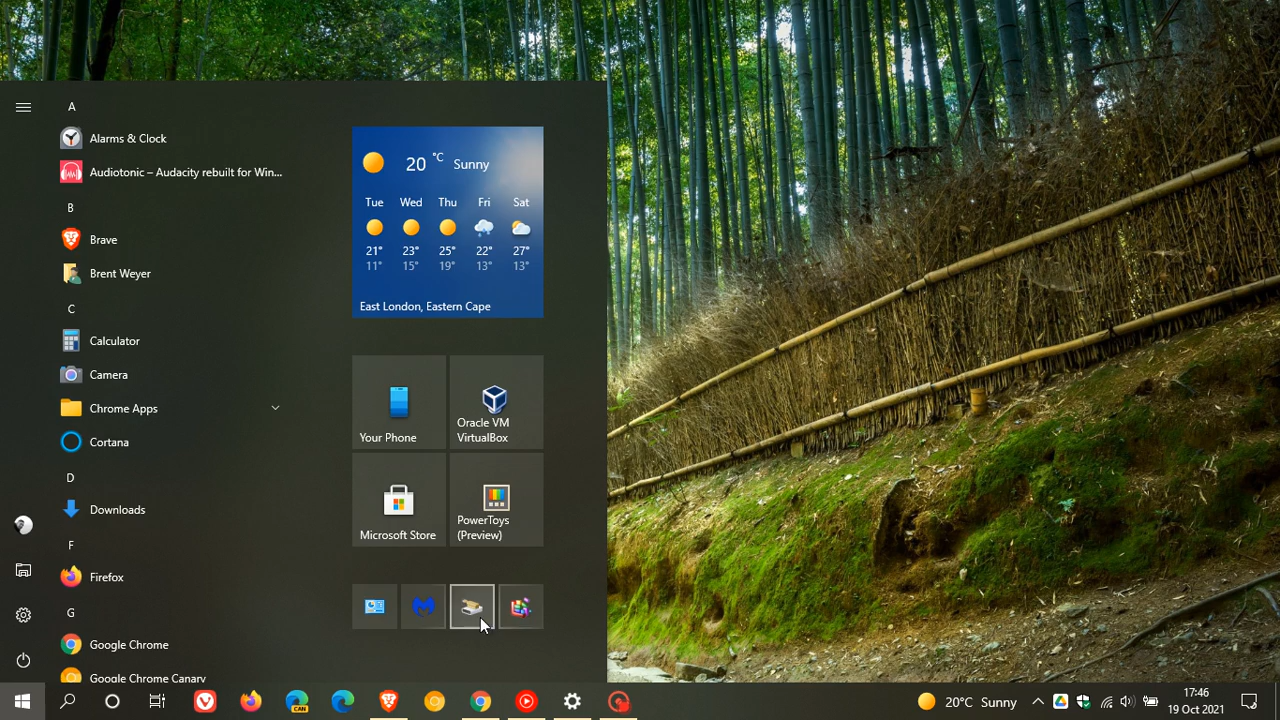 A
Alarms & Clock
Audiotonic – Audacity rebuilt for Win...
B
Brave
Brent Weyer
C
Calculator
Camera
Chrome Apps
Cortana
D
Downloads
F
Firefox
G
Google Chrome
Google Chrome Canary
20 °C Sunny
Tue Wed Thu Fri Sat
21° 23° 25° 22° 27°
11° 15° 19° 13° 13°
East London, Eastern Cape
Your Phone
Oracle VM
VirtualBox
Microsoft Store
PowerToys
(Preview)
CAN
20°C Sunny
17:46
19 Oct 2021